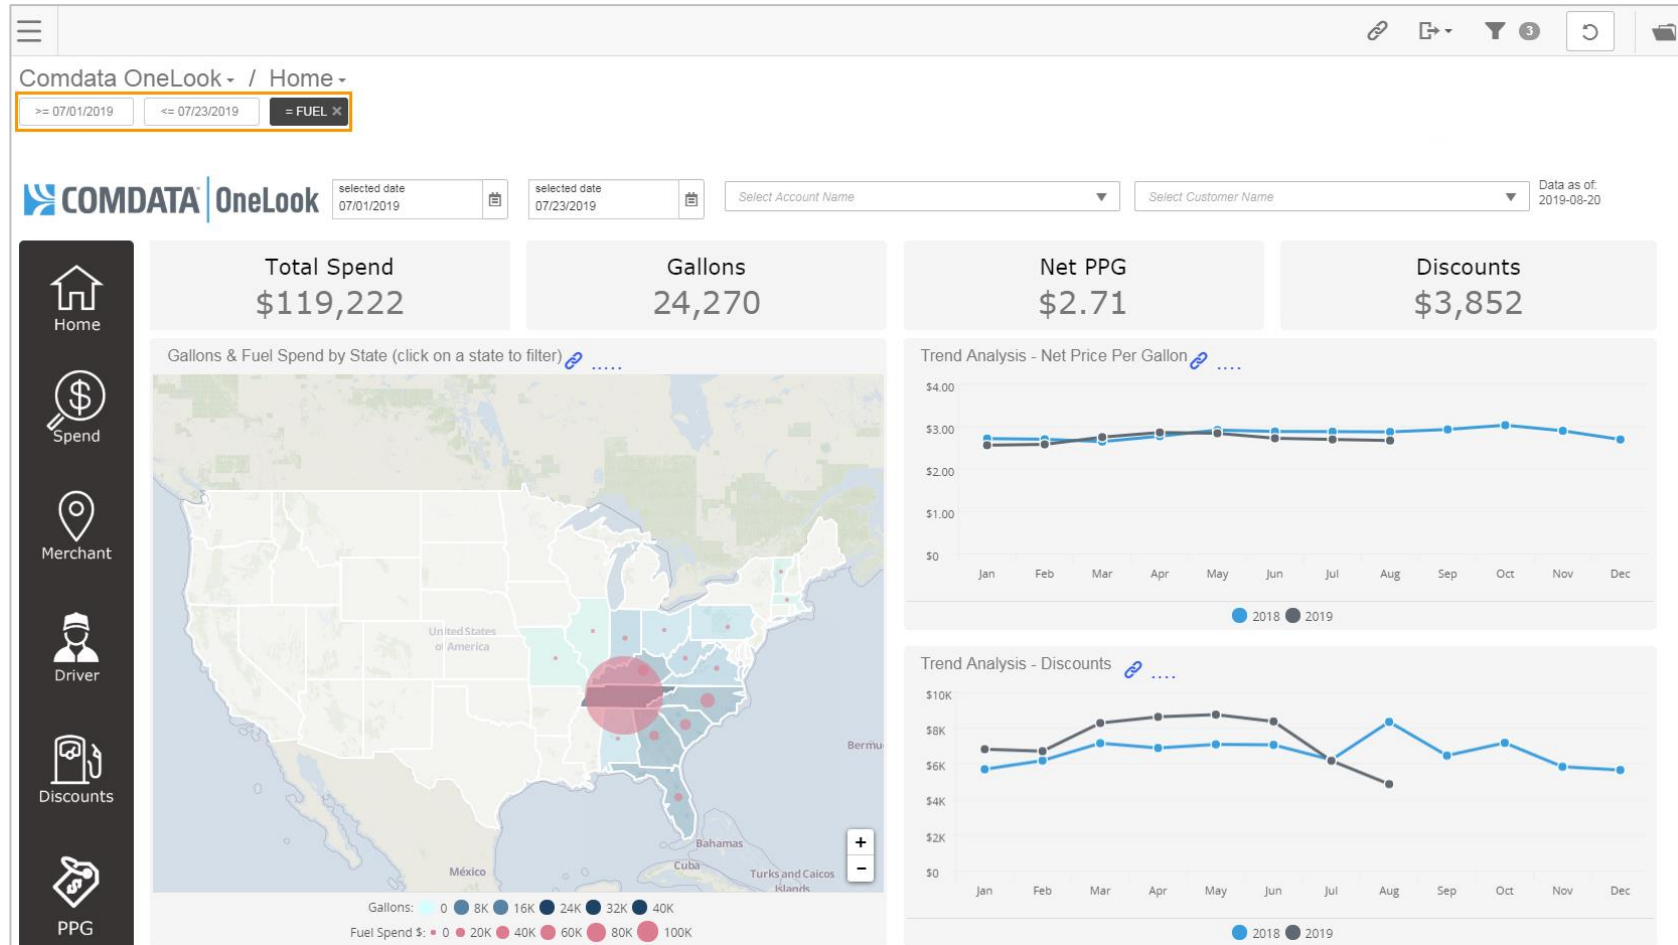 3
Comdata OneLook / Home
>= 07/01/2019 <= 07/23/2019 = FUEL ×
COMDATA OneLook
selected date
07/01/2019
selected date
07/23/2019
Select Account Name
Select Customer Name
Data as of:
2019-08-20
Home
Spend
Merchant
Driver
Discounts
PPG
Total Spend
$119,222
Gallons
24,270
Net PPG
$2.71
Discounts
$3,852
Gallons & Fuel Spend by State (click on a state to filter) .....
United States
of America
México
Cuba
Bahamas
Bermu
Turks and Caicos
Islands
+
−
Gallons: 0 8K 16K 24K 32K 40K
Fuel Spend $: 0 20K 40K 60K 80K 100K
Trend Analysis - Net Price Per Gallon ....
$4.00
$3.00
$2.00
$1.00
$0
Jan Feb Mar Apr May Jun Jul Aug Sep Oct Nov Dec
2018 2019
Trend Analysis - Discounts ....
$10K
$8K
$6K
$4K
$2K
$0
Jan Feb Mar Apr May Jun Jul Aug Sep Oct Nov Dec
2018 2019